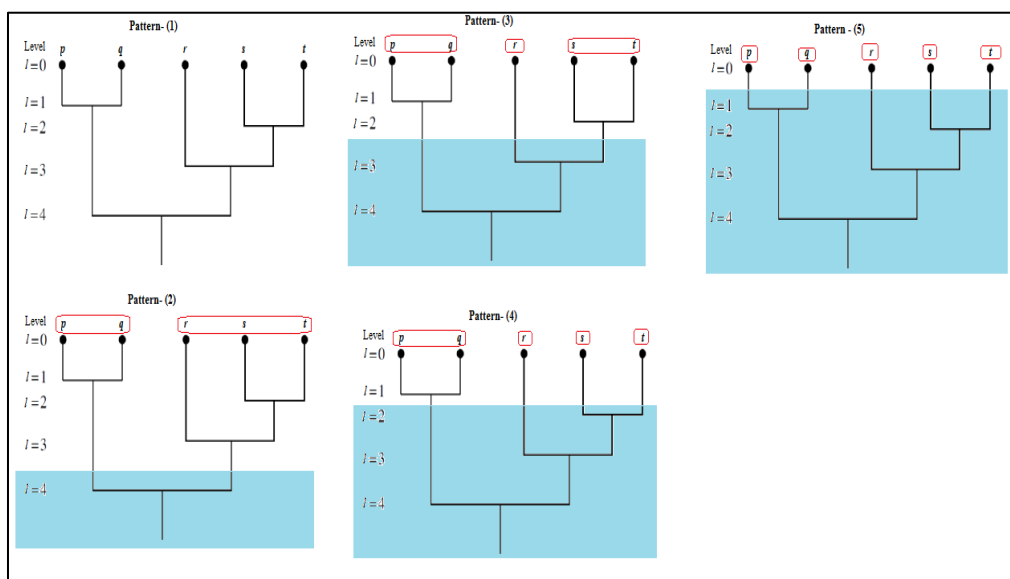 Pattern- (1)
Level p q r s t
l=0
l=1
l=2
l=3
l=4
Pattern- (2)
Level p q r s t
l=0
l=1
l=2
l=3
l=4
Pattern- (3)
Level p q r s t
l=0
l=1
l=2
l=3
l=4
Pattern- (4)
Level p q r s t
l=0
l=1
l=2
l=3
l=4
Pattern - (5)
Level p q r s t
l=0
l=1
l=2
l=3
l=4